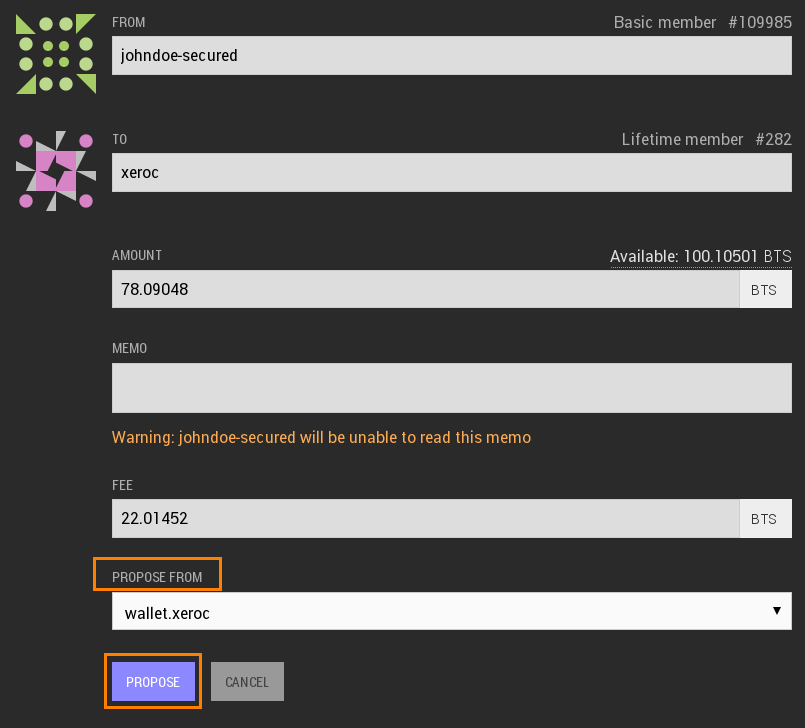 FROM Basic member #109985
johndoe-secured
TO Lifetime member #282
xeroc
AMOUNT Available: 100.10501 BTS
78.09048 BTS
MEMO
Warning: johndoe-secured will be unable to read this memo
FEE
22.01452 BTS
PROPOSE FROM
wallet.xeroc
PROPOSE CANCEL